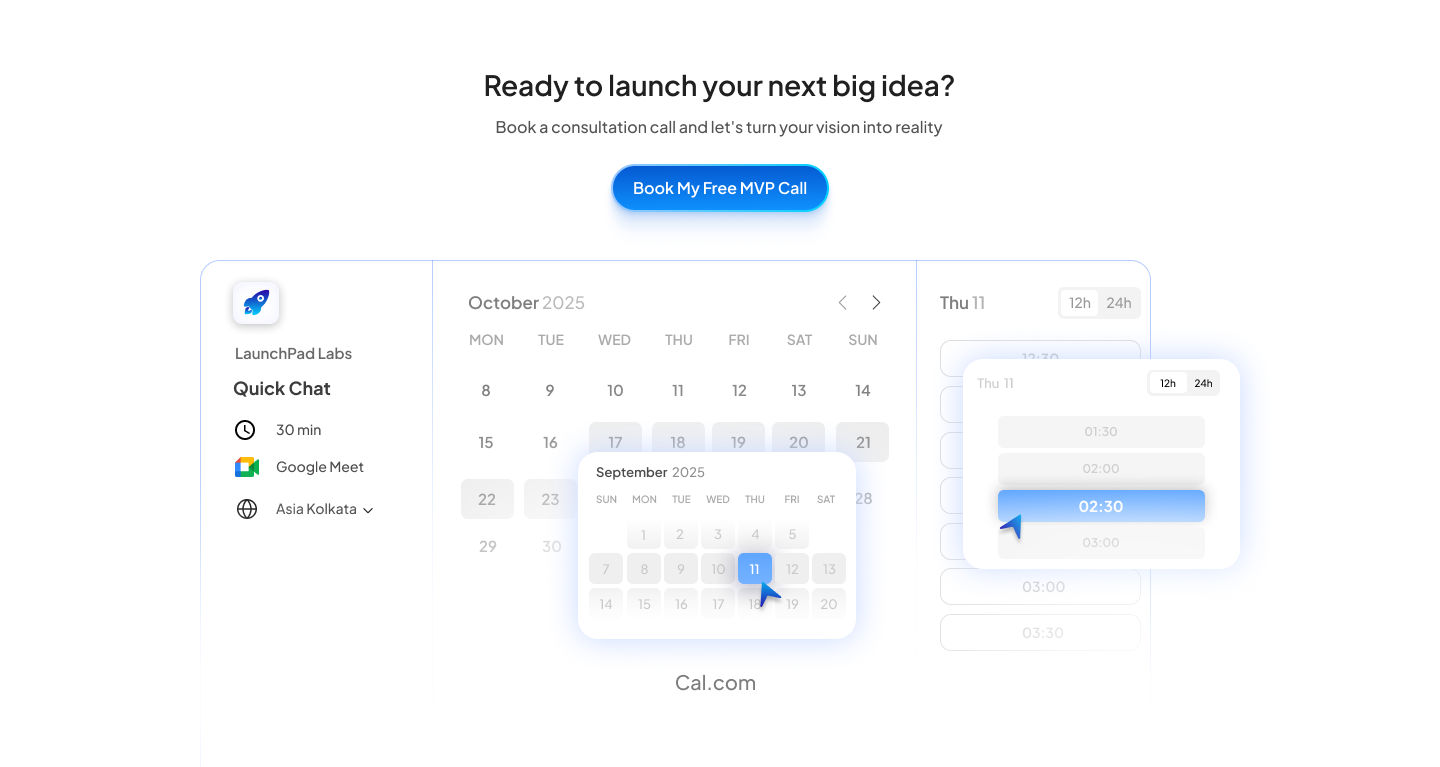 Ready to launch your next big idea?
Book a consultation call and let's turn your vision into reality
Book My Free MVP Call
LaunchPad Labs
Quick Chat
30 min
Google Meet
Asia Kolkata
October 2025
MON TUE WED THU FRI SAT SUN
8 9 10 11 12 13 14
15 16 17 18 19 20 21
22 23 28
29 30
September 2025
SUN MON TUE WED THU FRI SAT
1 2 3 4 5
7 8 9 10 11 12 13
14 15 16 17 18 19 20
Thu 11 12h 24h
12:30
Thu 11 12h 24h
01:30
02:00
02:30
03:00
03:00
03:30
Cal.com